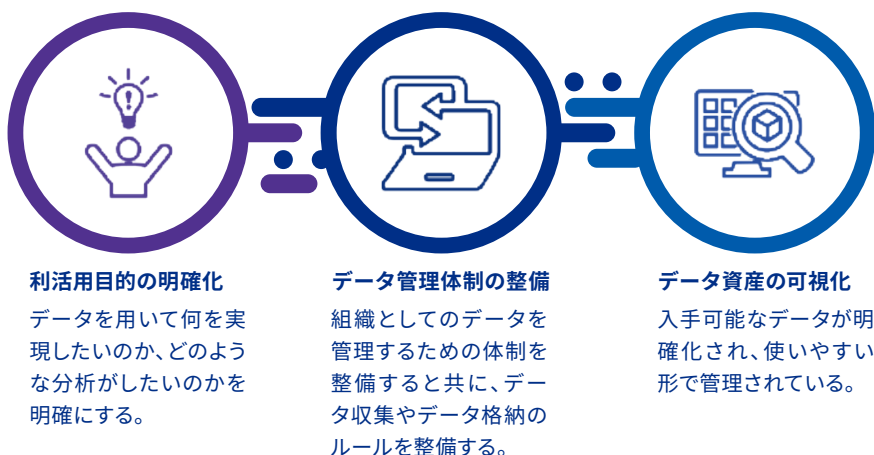 利活用目的の明確化
データを用いて何を実
現したいのか、どのよう
な分析がしたいのかを
明確にする。
データ管理体制の整備
組織としてのデータを
管理するための体制を
整備すると共に、デー
タ収集やデータ格納の
ルールを整備する。
データ資産の可視化
入手可能なデータが明
確化され、使いやすい
形で管理されている。